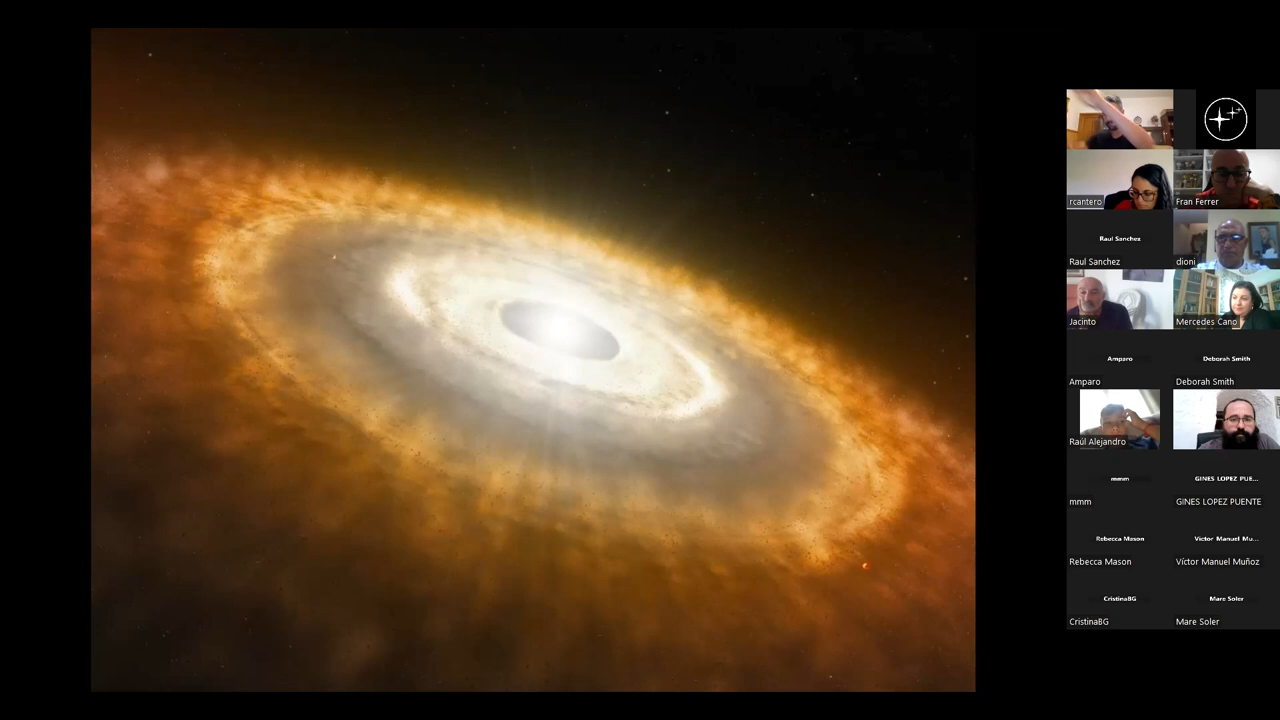 rcantero
Fran Ferrer
Raul Sanchez
Raul Sanchez
dioni
Jacinto
Mercedes Cano
Amparo
Deborah Smith
Amparo
Deborah Smith
Raúl Alejandro
mmm
GINES LOPEZ PUE...
mmm
GINES LOPEZ PUENTE
Rebecca Mason
Victor Manuel Mu...
Rebecca Mason
Víctor Manuel Muñoz
CristinaBG
Mare Soler
CristinaBG
Mare Soler